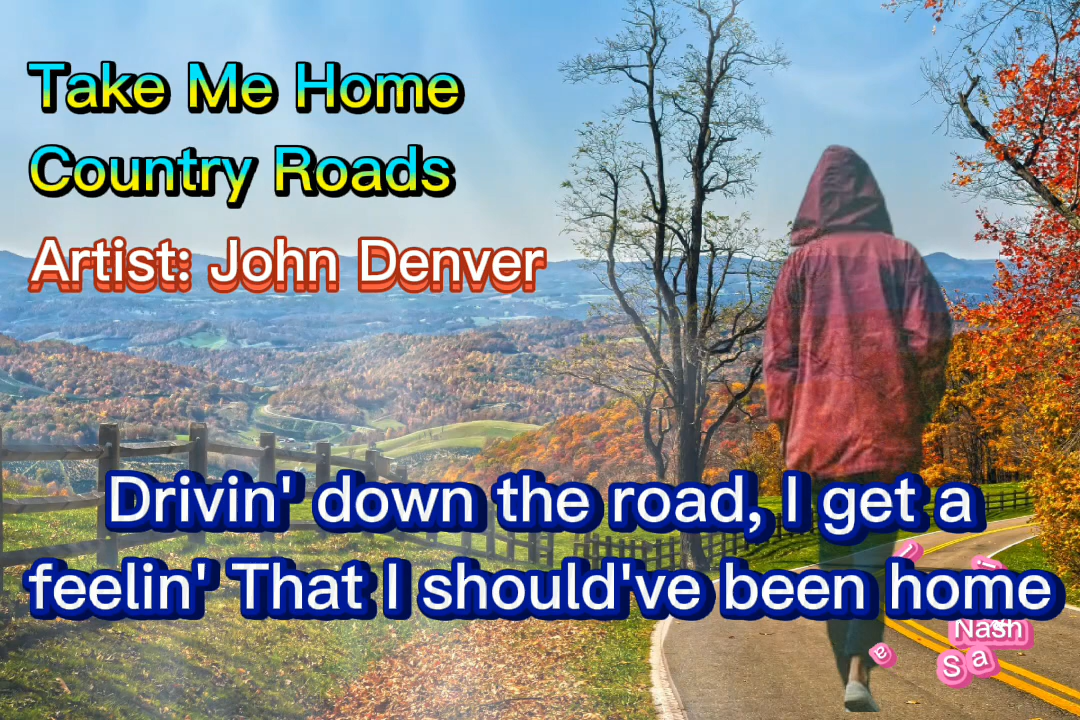 Take Me Home
Country Roads
Artist: John Denver
Drivin' down the road, I get a
feelin' That I should've been home
Nash
Sa
e